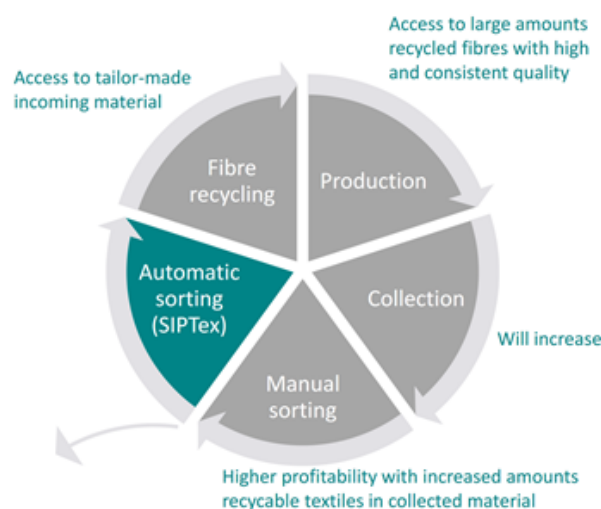 Access to large amounts
recycled fibres with high
and consistent quality
Access to tailor-made
incoming material
Fibre
recycling
Production
Automatic
sorting
(SIPTex)
Collection
Will increase
Manual
sorting
Higher profitability with increased amounts
recycable textiles in collected material